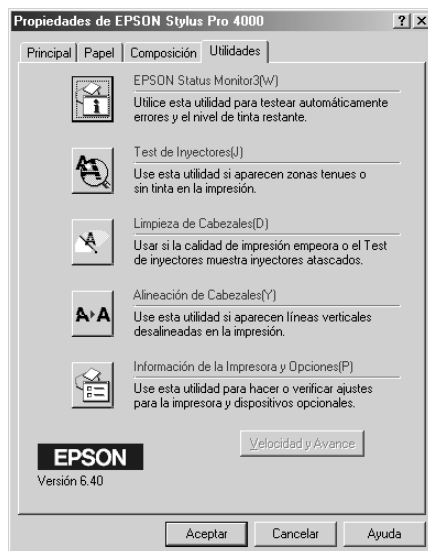 Propiedades de EPSON Stylus Pro 4000
Principal Papel Composición Utilidades
EPSON Status Monitor3(W)
Utilice esta utilidad para testear automáticamente
errores y el nivel de tinta restante.
Test de Inyectores(J)
Use esta utilidad si aparecen zonas tenues o
sin tinta en la impresión.
Limpieza de Cabezales(D)
Usar si la calidad de impresión empeora o el Test
de inyectores muestra inyectores atascados.
Alineación de Cabezales(Y)
Use esta utilidad si aparecen líneas verticales
desalineadas en la impresión.
Información de la Impresora y Opciones(P)
Use esta utilidad para hacer o verificar ajustes
para la impresora y dispositivos opcionales.
Velocidad y Avance
EPSON
Versión 6.40
Aceptar Cancelar Ayuda